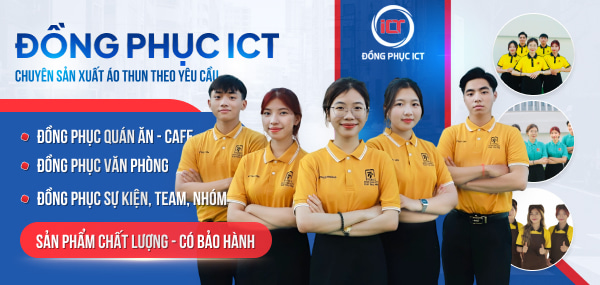 ĐỒNG PHỤC ICT
CHUYÊN SẢN XUẤT ÁO THUN THEO YÊU CẦU
ICT
ĐỒNG PHỤC ICT
ĐỒNG PHỤC QUÁN ĂN - CAFE
ĐỒNG PHỤC VĂN PHÒNG
ĐỒNG PHỤC SỰ KIỆN, TEAM, NHÓM
SẢN PHẨM CHẤT LƯỢNG - CÓ BẢO HÀNH